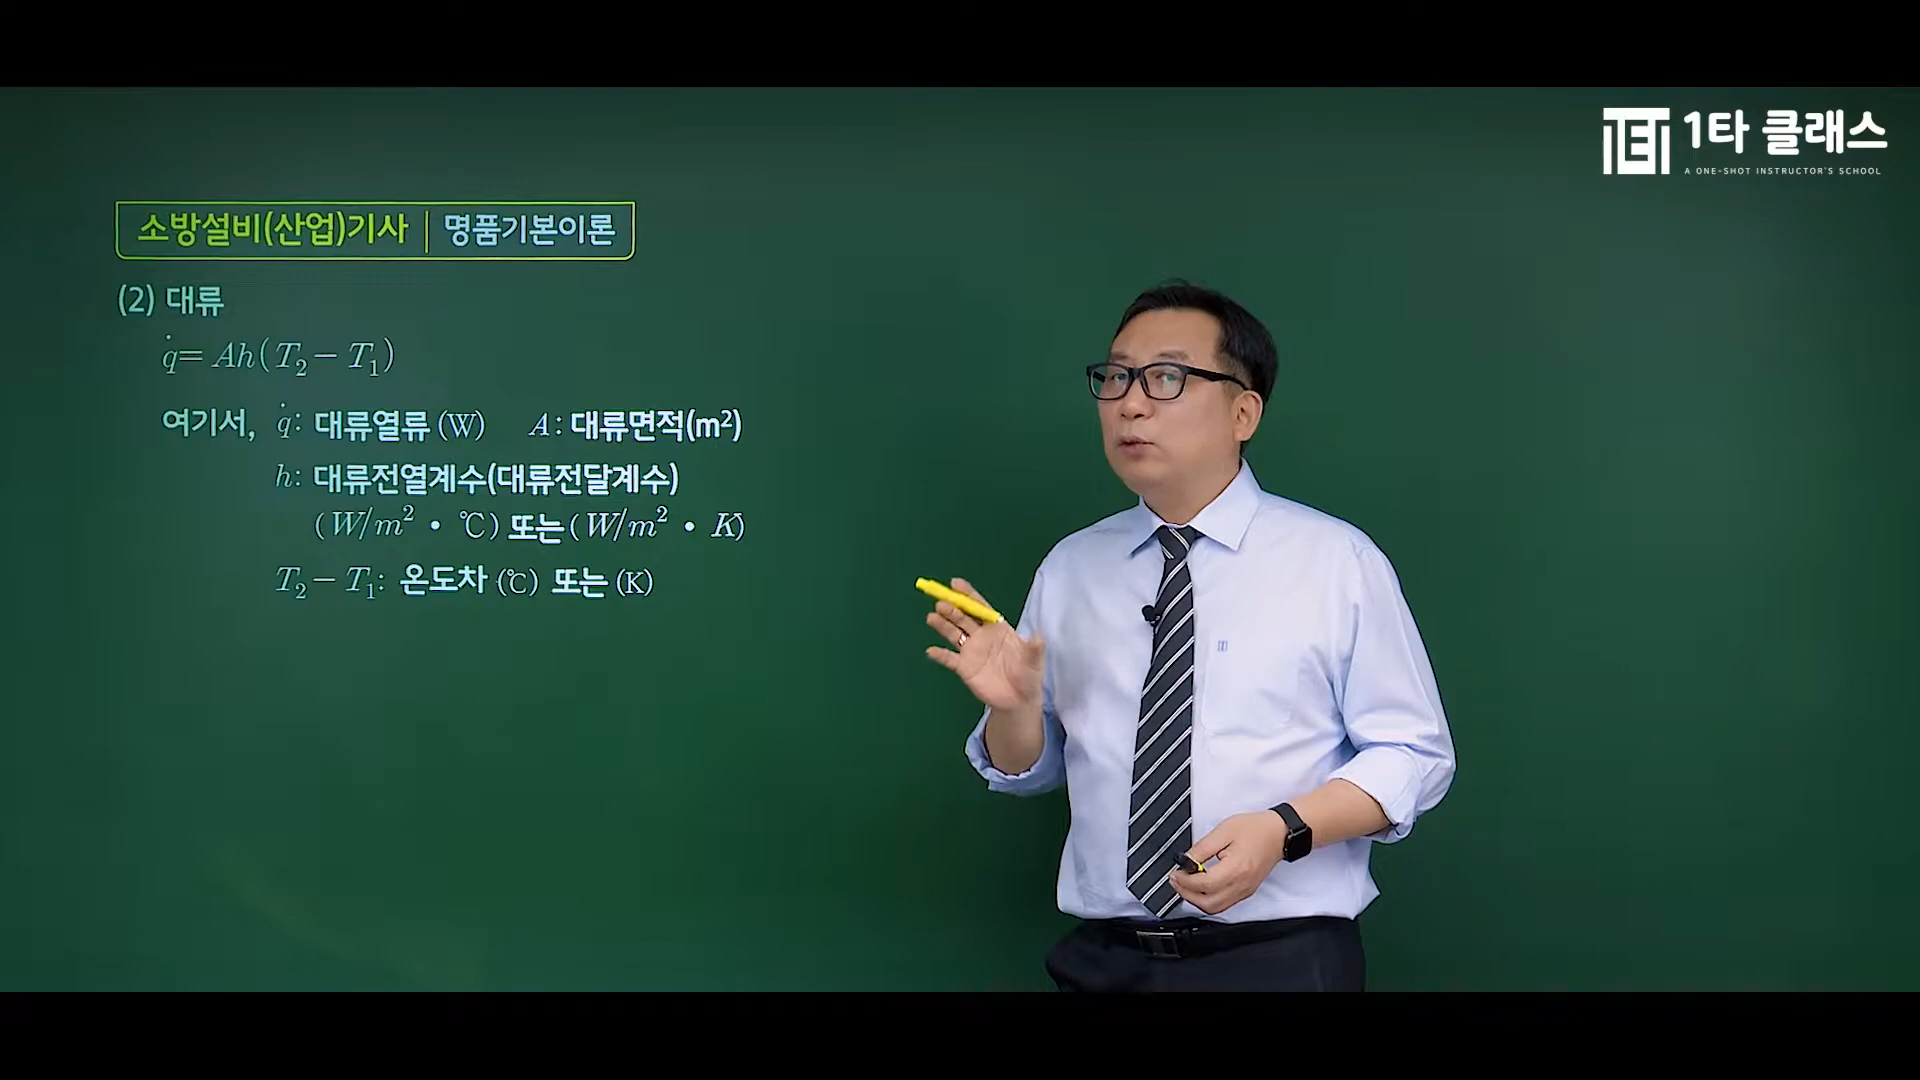 1타 클래스
A ONE-SHOT INSTRUCTOR'S SCHOOL
소방설비(산업)기사 | 명품기본이론
(2) 대류
q̇= Ah(T₂− T₁)
여기서, q̇: 대류열류(W) A: 대류면적(m²)
h: 대류전열계수(대류전달계수)
(W/m² • ℃) 또는 (W/m² • K)
T₂− T₁: 온도차 (℃) 또는 (K)